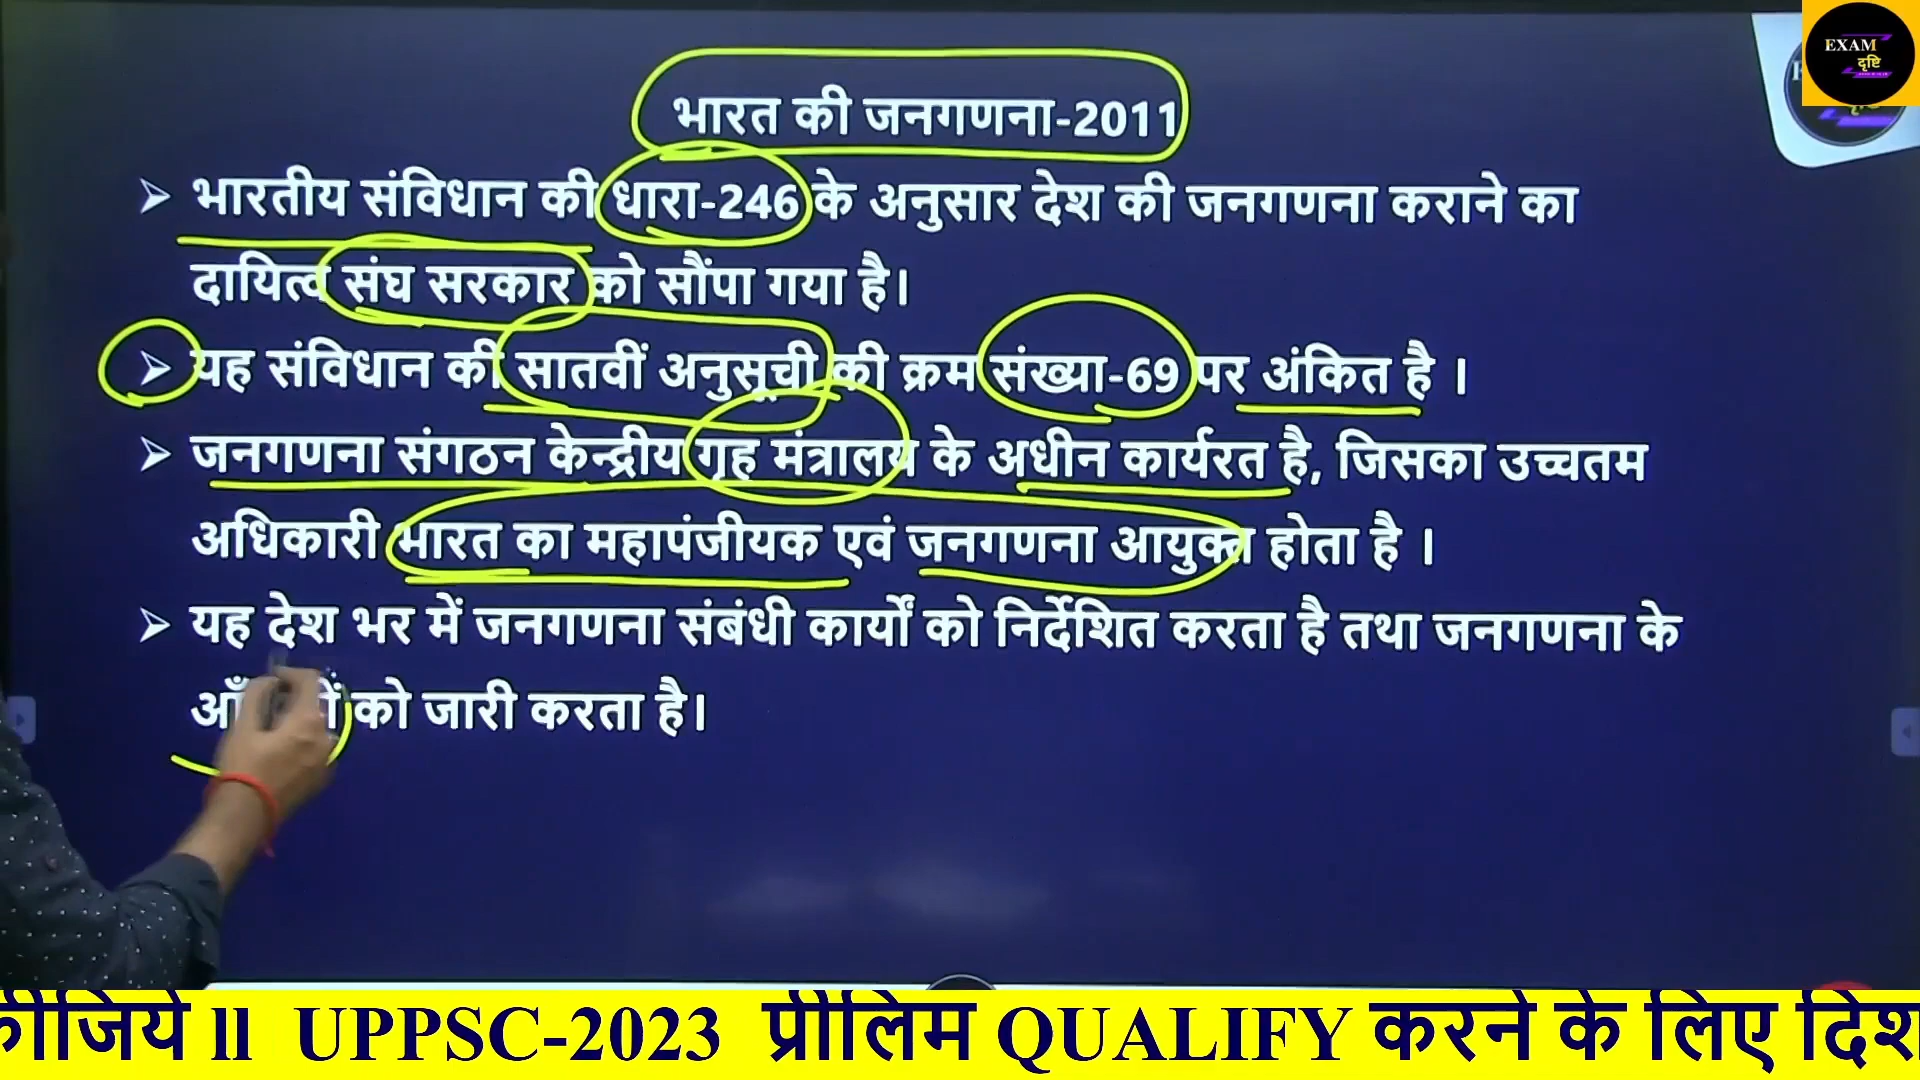 EXAM
दृष्टि
भारत की जनगणना-2011
➤ भारतीय संविधान की धारा-246 के अनुसार देश की जनगणना कराने का
दायित्व संघ सरकार को सौंपा गया है।
➤ यह संविधान की सातवीं अनुसूची की क्रम संख्या-69 पर अंकित है ।
➤ जनगणना संगठन केन्द्रीय गृह मंत्रालय के अधीन कार्यरत है, जिसका उच्चतम
अधिकारी भारत का महापंजीयक एवं जनगणना आयुक्त होता है ।
➤ यह देश भर में जनगणना संबंधी कार्यों को निर्देशित करता है तथा जनगणना के
को जारी करता है।
कीजिये ll UPPSC-2023 प्रीलिम QUALIFY करने के लिए